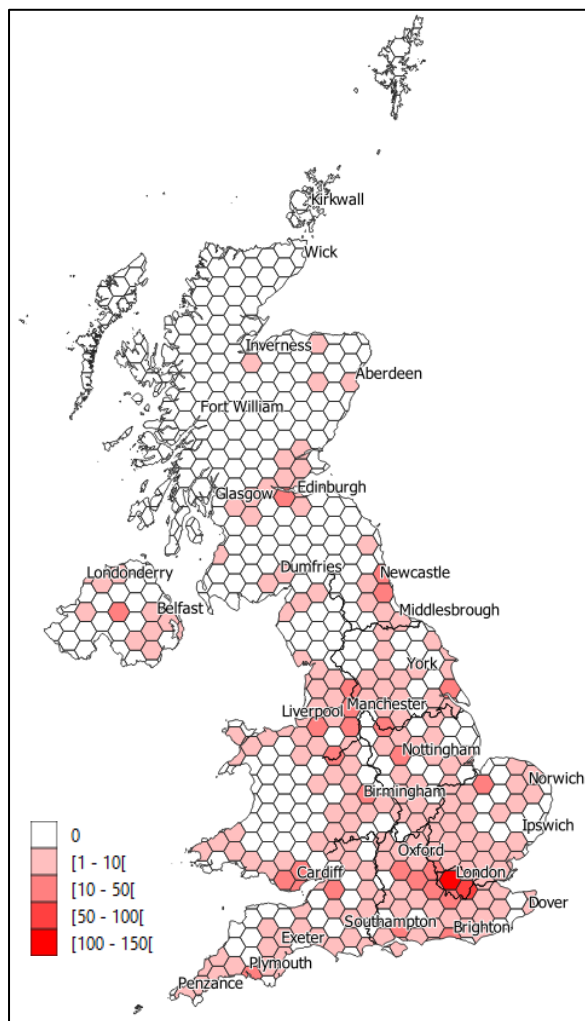 Kirkwall
Wick
Inverness
Aberdeen
Fort William
Glasgow
Edinburgh
Dumfries
Newcastle
Londonderry
Belfast
Middlesbrough
York
Liverpool
Manchester
Nottingham
Norwich
Birmingham
Ipswich
Oxford
Cardiff
London
Dover
Southampton
Brighton
Exeter
Plymouth
Penzance
0
[1 - 10[
[10 - 50[
[50 - 100[
[100 - 150[